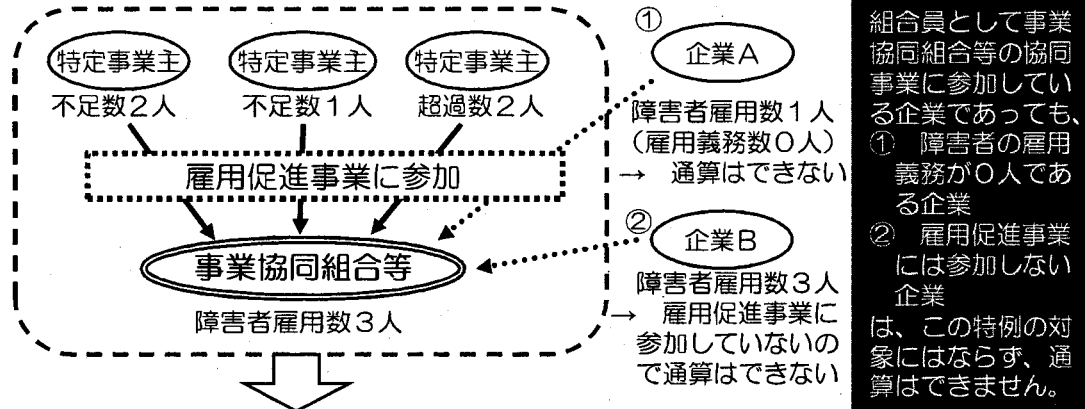 特定事業主
不足数2人
特定事業主
不足数1人
特定事業主
超過数2人
雇用促進事業に参加
事業協同組合等
障害者雇用数3人
①
企業A
障害者雇用数1人
(雇用義務数0人)
→ 通算はできない
②
企業B
障害者雇用数3人
→ 雇用促進事業に
参加していないの
で通算はできない
組合員として事業
協同組合等の協同
事業に参加してい
る企業であっても、
① 障害者の雇用
義務が0人であ
る企業
② 雇用促進事業
には参加しない
企業
は、この特例の対
象にはならず、通
算はできません。